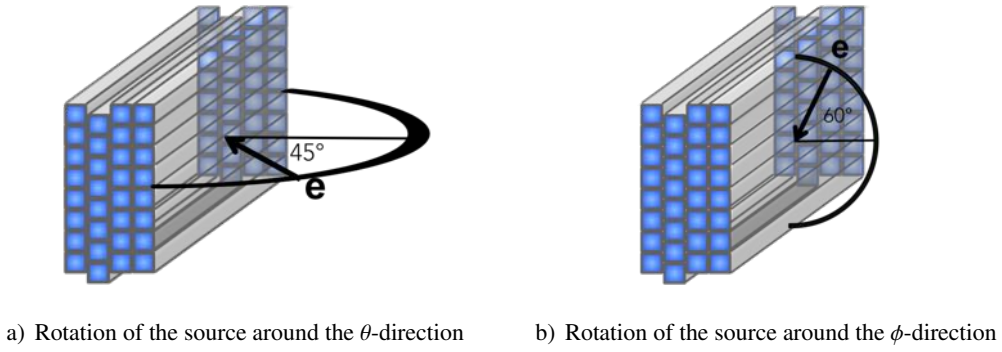 e
60°
45°
e
a) Rotation of the source around the θ-direction
b) Rotation of the source around the ϕ-direction